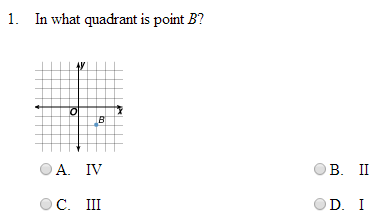 1. In what quadrant is point B?
y
O
x
B
A. IV
B. II
C. III
D. I